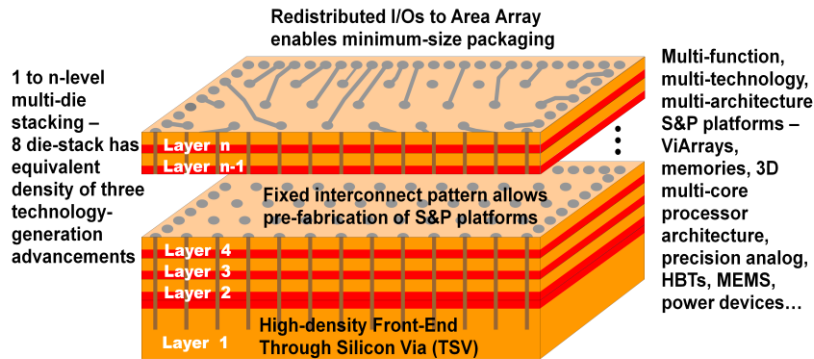 Redistributed I/Os to Area Array
enables minimum-size packaging
1 to n-level
multi-die
stacking –
8 die-stack has
equivalent
density of three
technology-
generation
advancements
Layer n
Layer n-1
Fixed interconnect pattern allows
pre-fabrication of S&P platforms
Layer 4
Layer 3
Layer 2
Layer 1
High-density Front-End
Through Silicon Via (TSV)
Multi-function,
multi-technology,
multi-architecture
S&P platforms –
ViArrays,
memories, 3D
multi-core
processor
architecture,
precision analog,
HBTs, MEMS,
power devices...